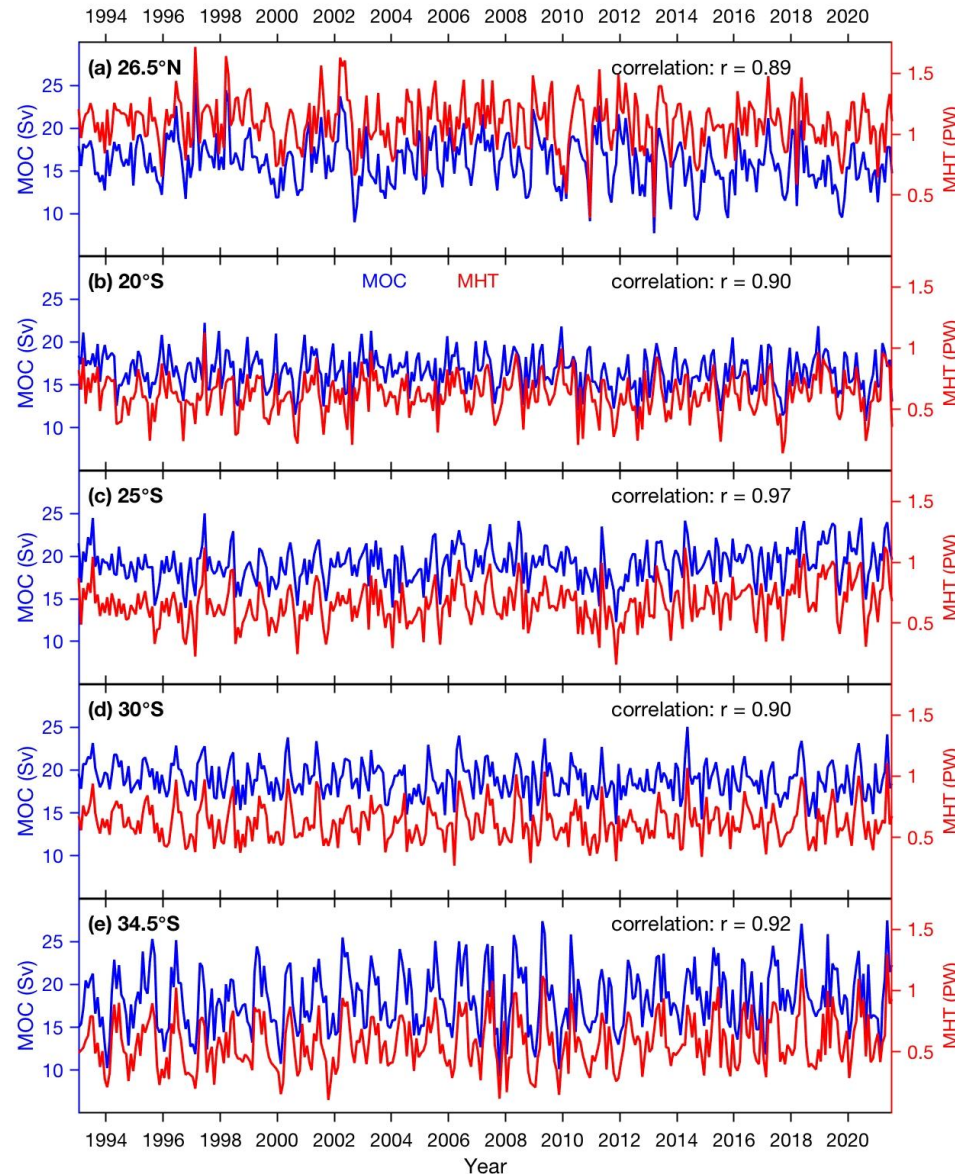 1994 1996 1998 2000 2002 2004 2006 2008 2010 2012 2014 2016 2018 2020
(a) 26.5°N correlation: r = 0.89
MOC (Sv)
25
20
15
10
MHT (PW)
1.5
1
0.5
(b) 20°S MOC MHT correlation: r = 0.90
MOC (Sv)
25
20
15
10
MHT (PW)
1.5
1
0.5
(c) 25°S correlation: r = 0.97
MOC (Sv)
25
20
15
10
MHT (PW)
1.5
1
0.5
(d) 30°S correlation: r = 0.90
MOC (Sv)
25
20
15
10
MHT (PW)
1.5
1
0.5
(e) 34.5°S correlation: r = 0.92
MOC (Sv)
25
20
15
10
MHT (PW)
1.5
1
0.5
1994 1996 1998 2000 2002 2004 2006 2008 2010 2012 2014 2016 2018 2020
Year